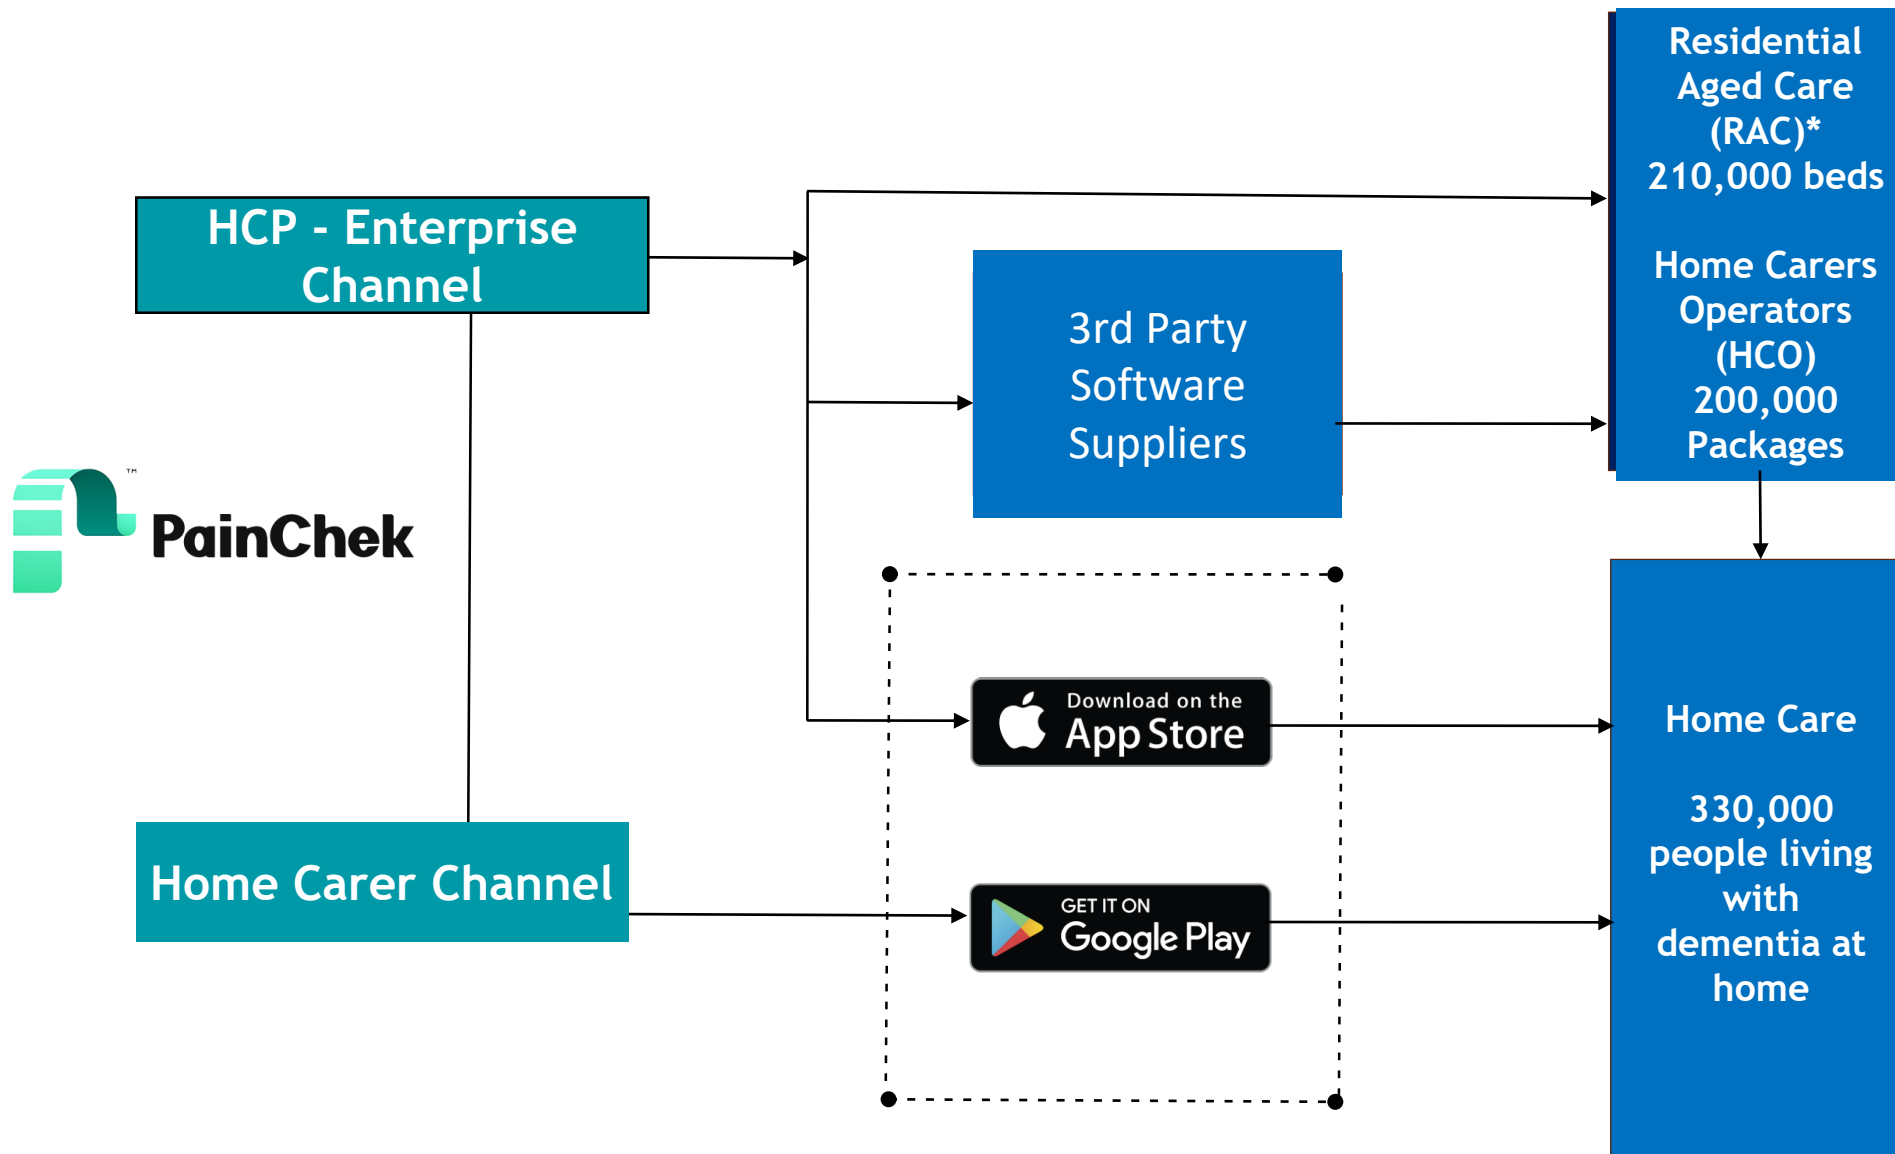 HCP - Enterprise
Channel
Residential
Aged Care
(RAC)*
210,000 beds
Home Carers
Operators
(HCO)
200,000
Packages
3rd Party
Software
Suppliers
PainChek
™
Download on the
App Store
Home Care
330,000
people living
with
dementia at
home
Home Carer Channel
GET IT ON
Google Play